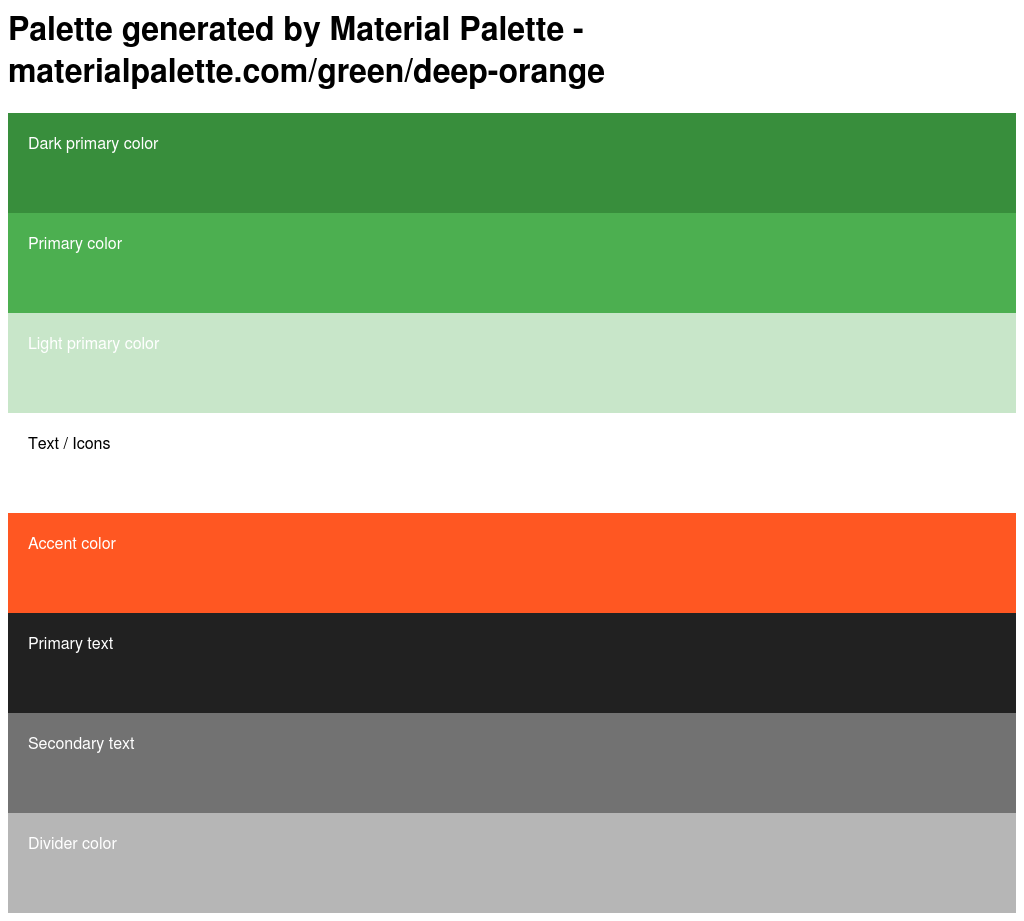 Palette generated by Material Palette -
materialpalette.com/green/deep-orange
Dark primary color
Primary color
Light primary color
Text / Icons
Accent color
Primary text
Secondary text
Divider color